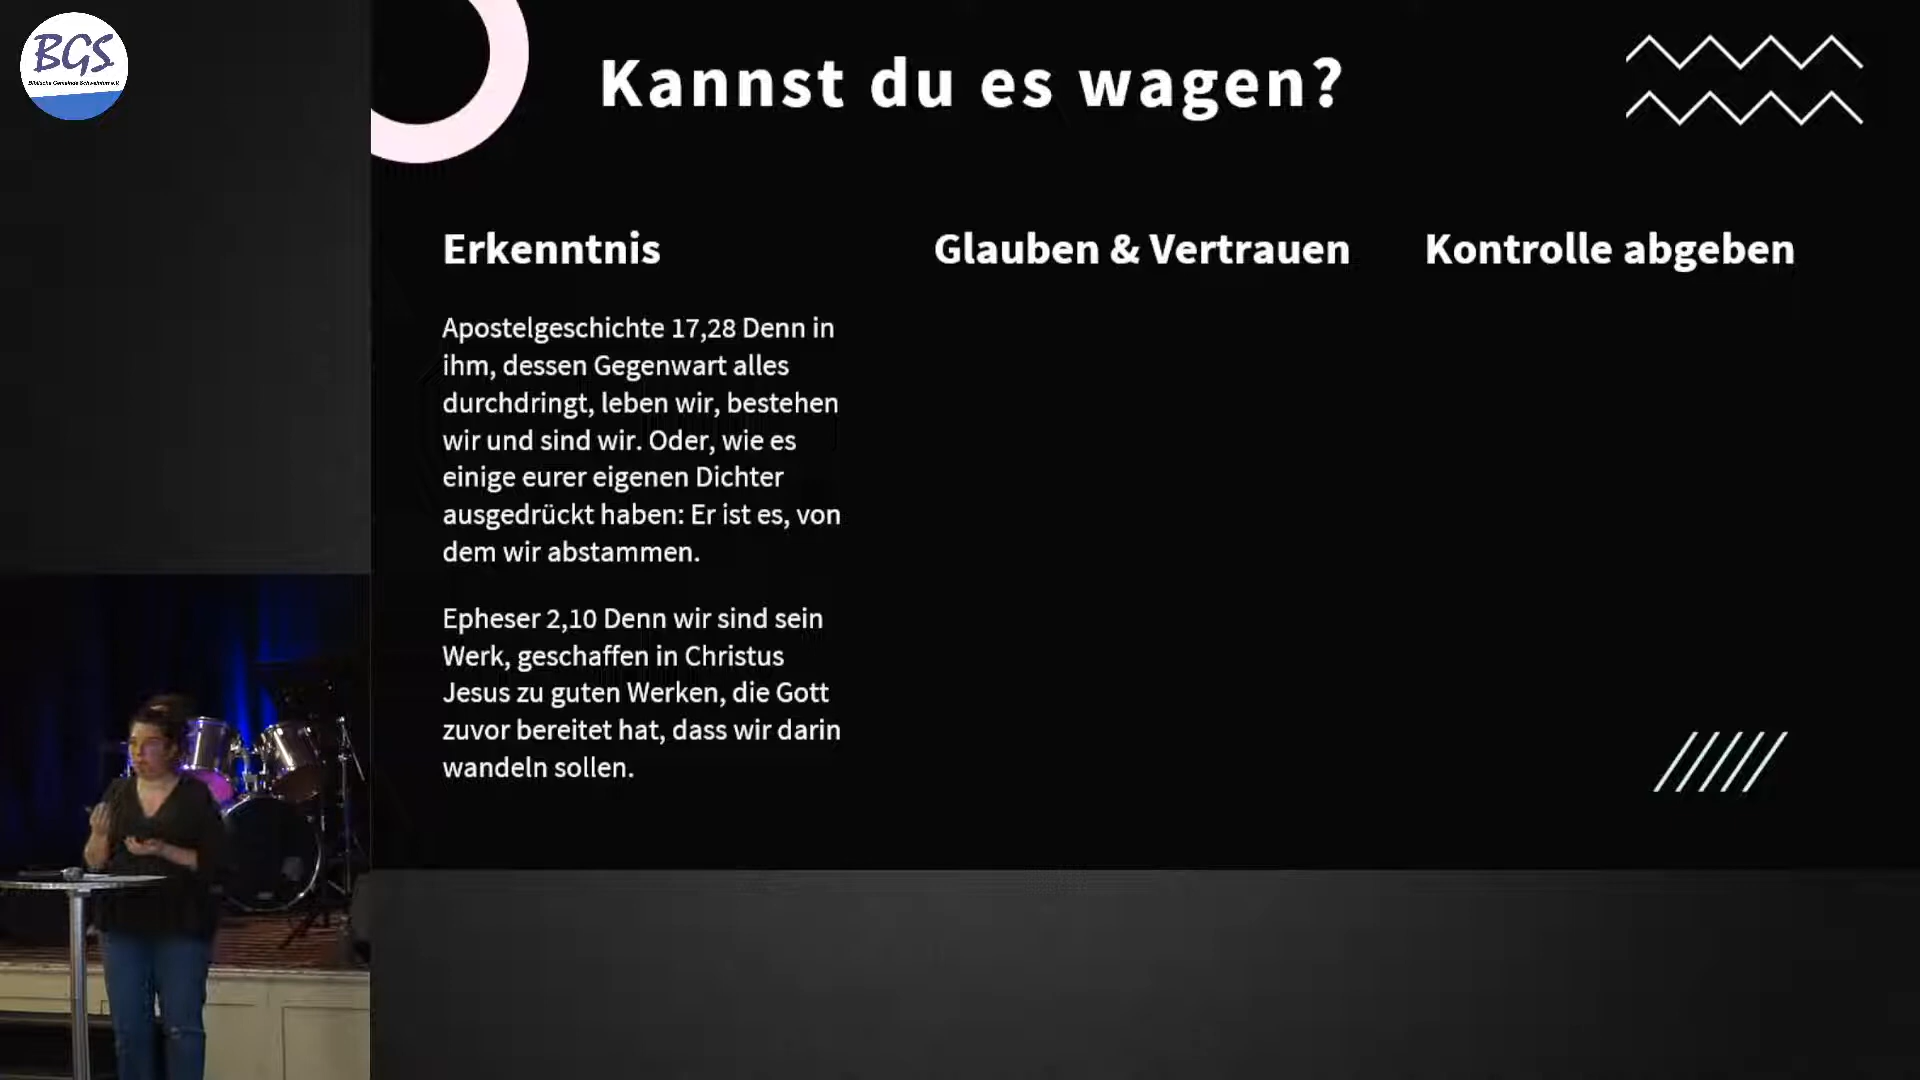 BGS
Biblische Gemeinde Schweinfurt e.V.
Kannst du es wagen?
Erkenntnis
Apostelgeschichte 17,28 Denn in
ihm, dessen Gegenwart alles
durchdringt, leben wir, bestehen
wir und sind wir. Oder, wie es
einige eurer eigenen Dichter
ausgedrückt haben: Er ist es, von
dem wir abstammen.
Epheser 2,10 Denn wir sind sein
Werk, geschaffen in Christus
Jesus zu guten Werken, die Gott
zuvor bereitet hat, dass wir darin
wandeln sollen.
Glauben & Vertrauen
Kontrolle abgeben